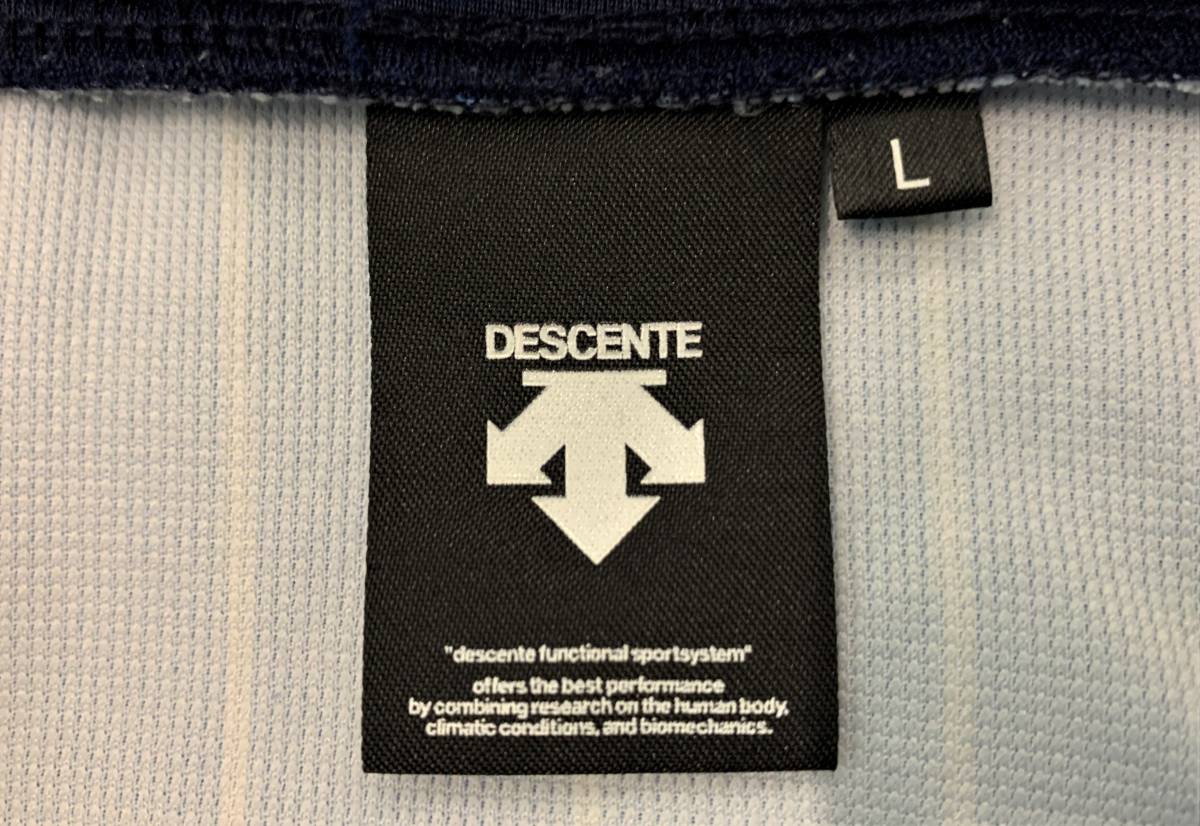 L
DESCENTE
"descente functional sportsystem"
offers the best performance
by combining research on the human body,
climatic conditions, and biomechanics.